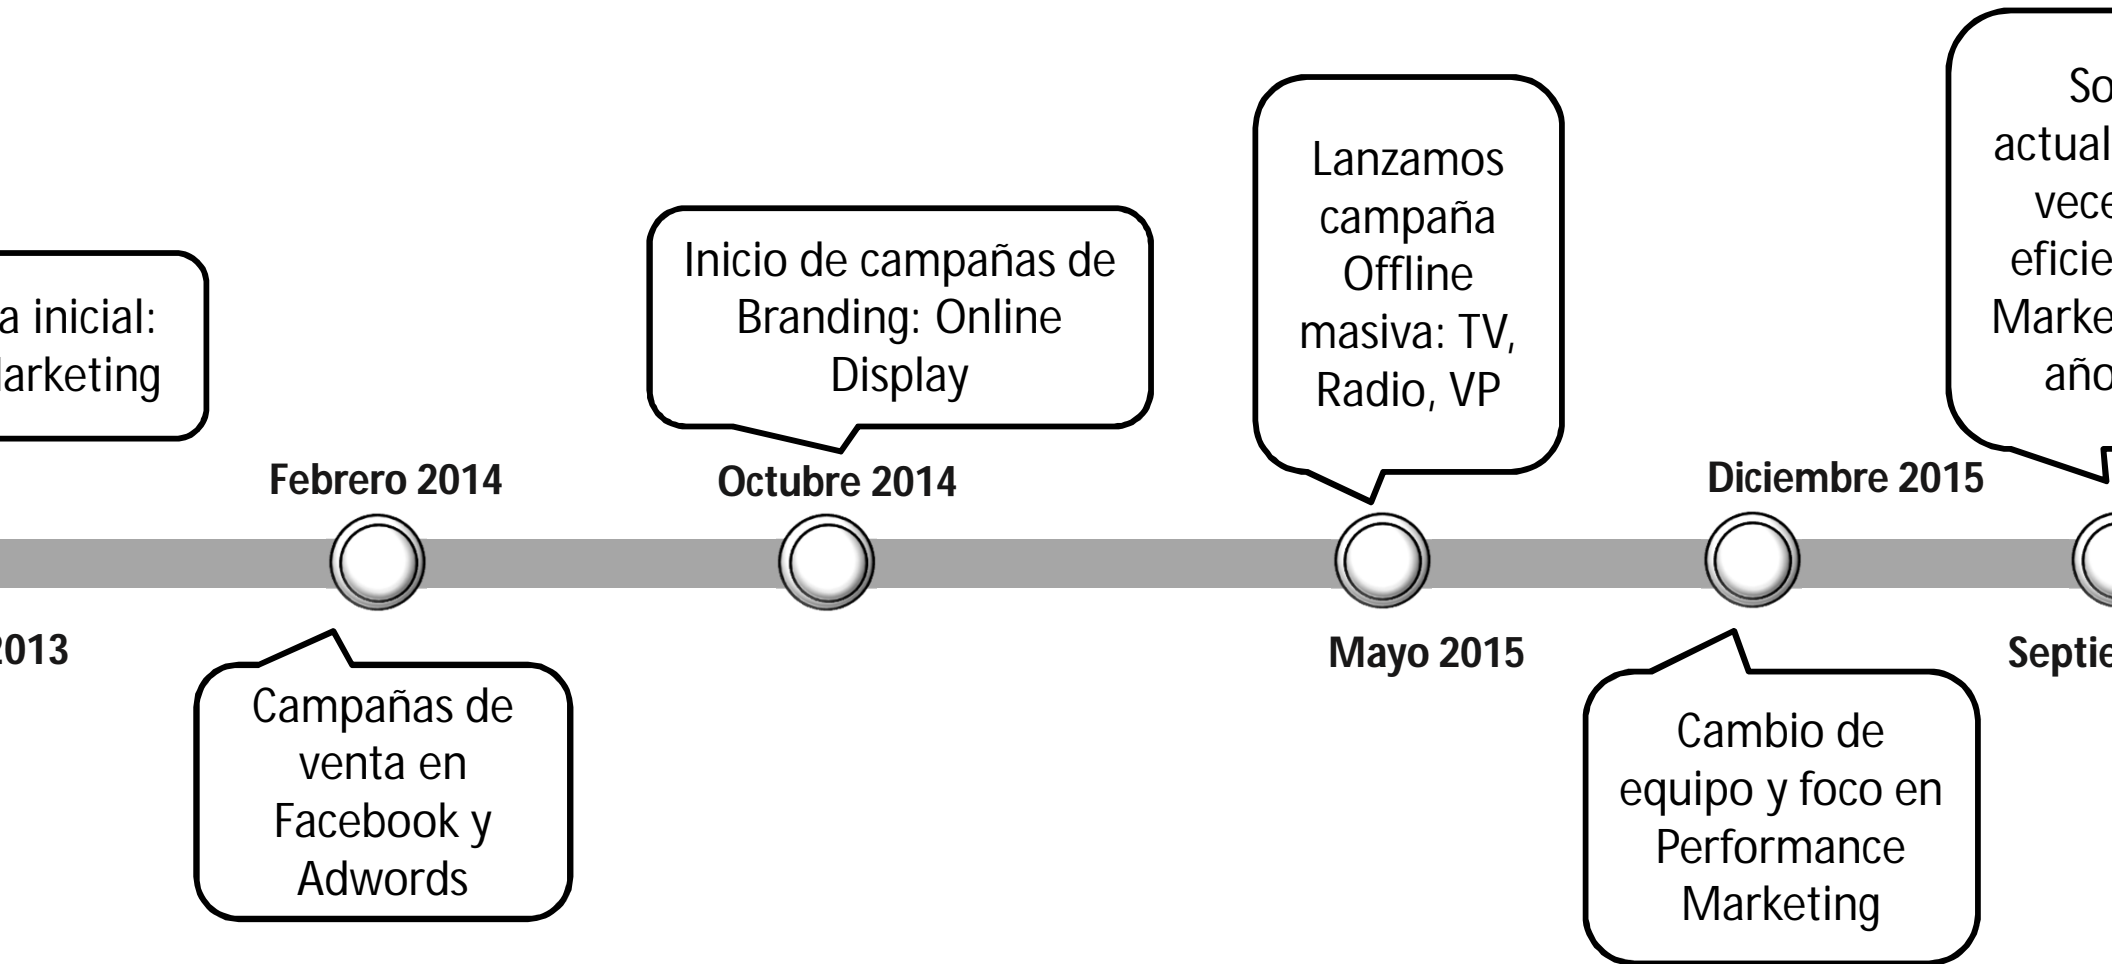 a inicial:
arketing
2013
Febrero 2014
Campañas de
venta en
Facebook y
Adwords
Inicio de campañas de
Branding: Online
Display
Octubre 2014
Lanzamos
campaña
Offline
masiva: TV,
Radio, VP
Mayo 2015
Diciembre 2015
Cambio de
equipo y foco en
Performance
Marketing
So
actual
vece
eficie
Marke
año
Septie